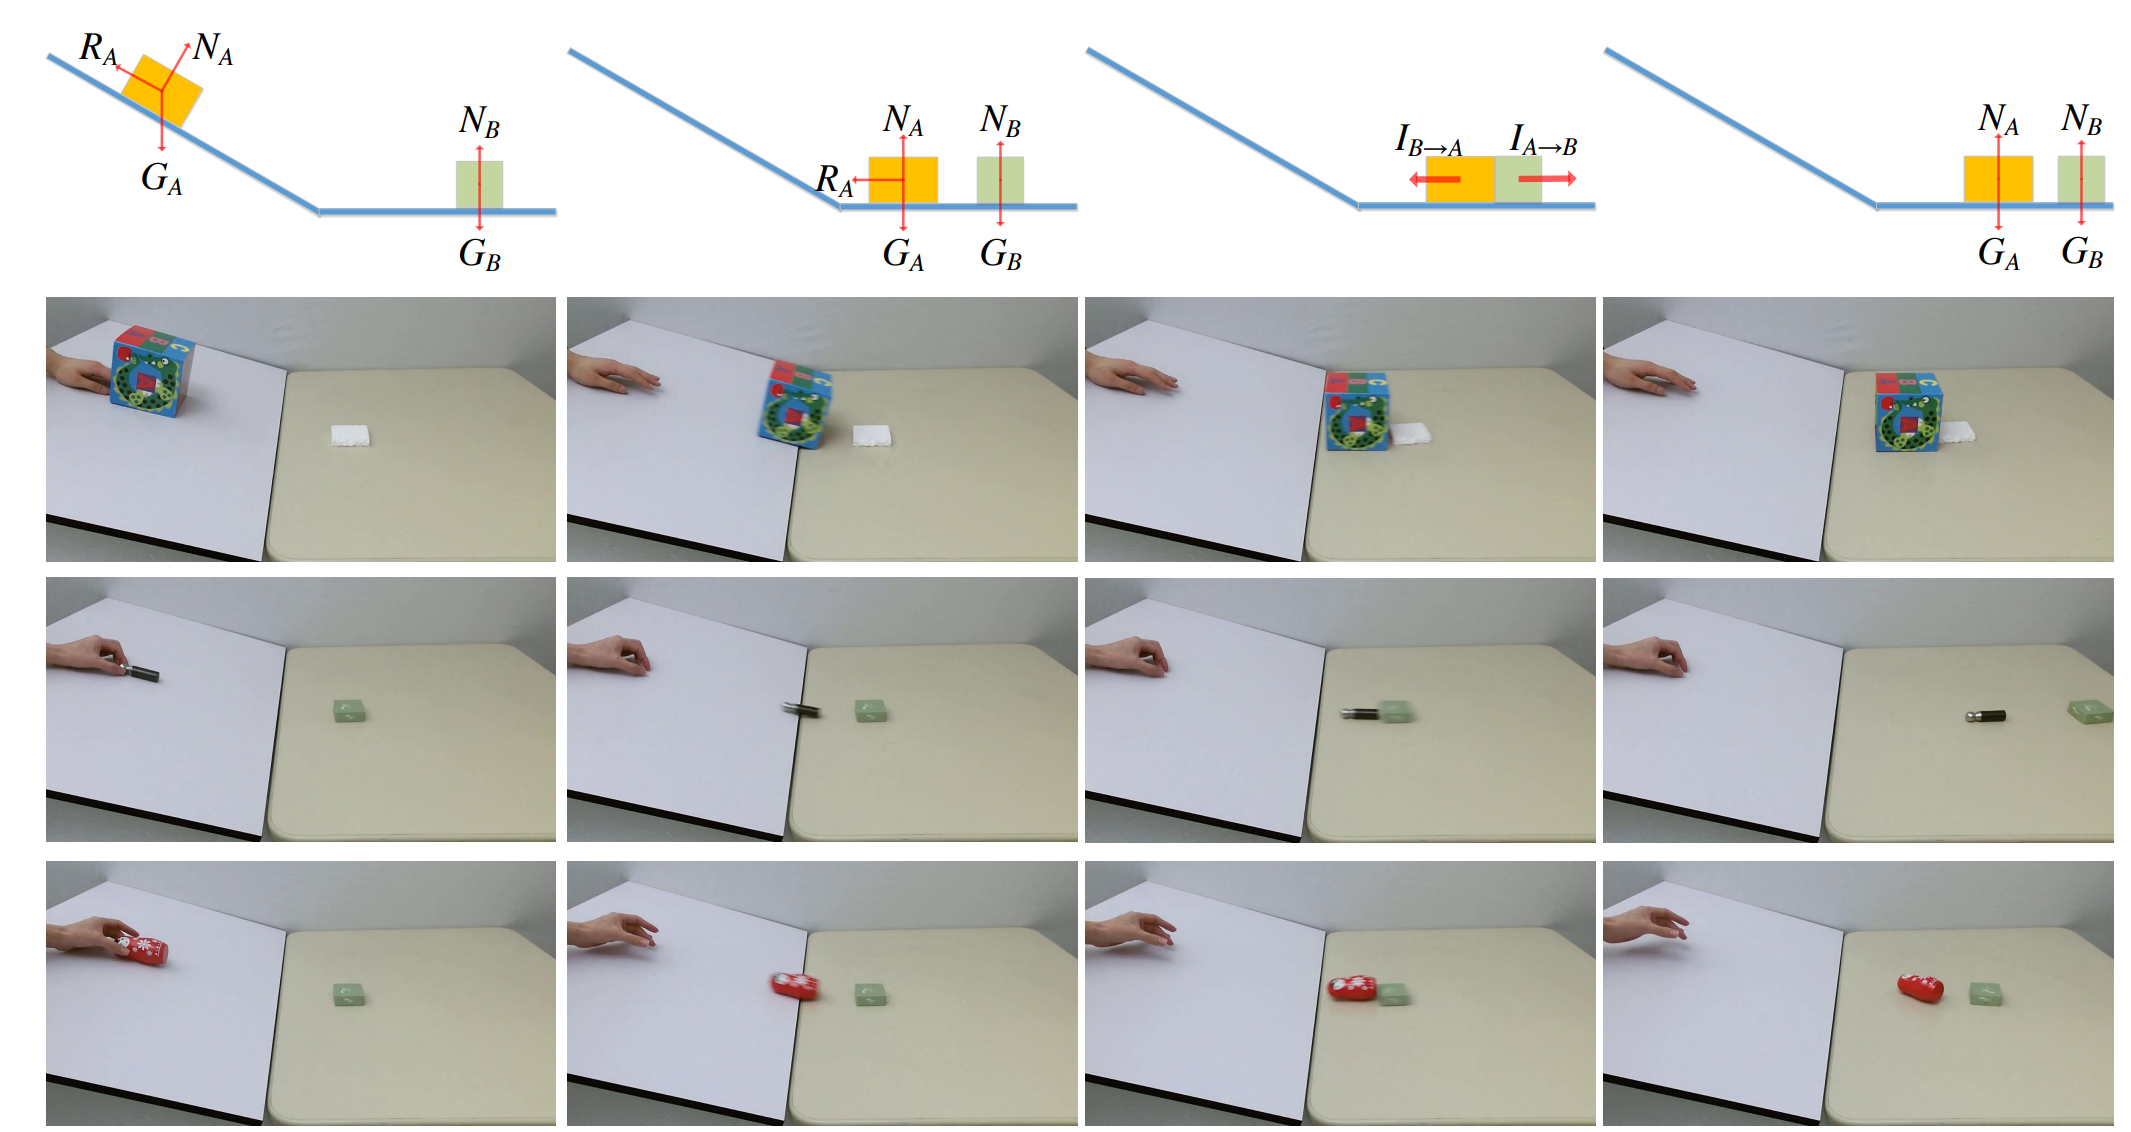 R_A N_A
G_A
N_B
G_B
N_A N_B
R_A
G_A G_B
I_{B→A} I_{A→B}
N_A N_B
G_A G_B
A B C
A
A B C
A
A B C
A
A B C
A